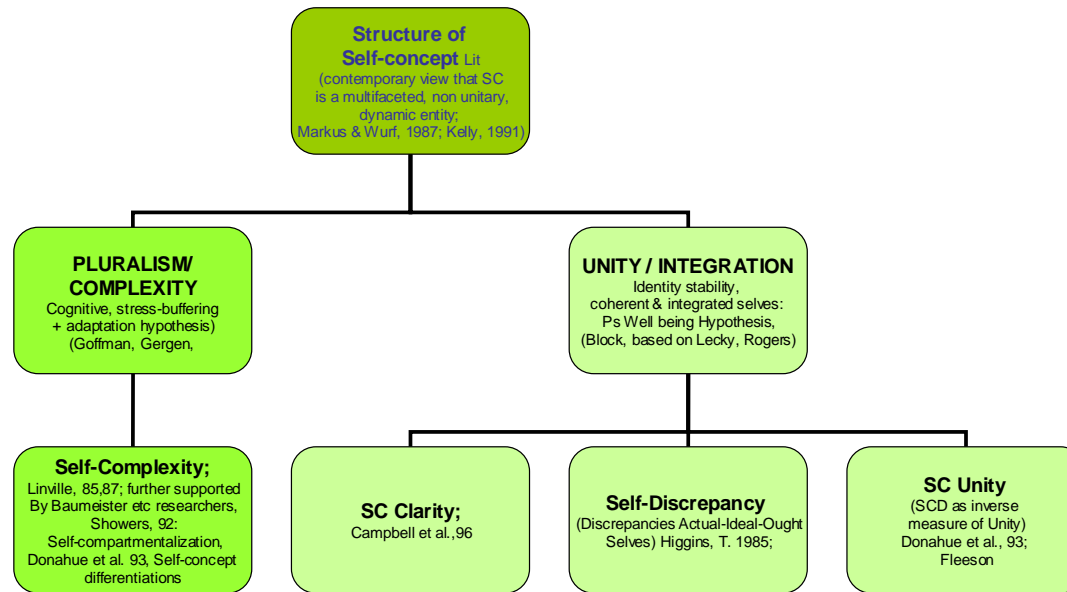 Structure of
Self-concept Lit
(contemporary view that SC
is a multifaceted, non unitary,
dynamic entity;
Markus & Wurf, 1987; Kelly, 1991)
PLURALISM/
COMPLEXITY
Cognitive, stress-buffering
+ adaptation hypothesis)
(Goffman, Gergen,
UNITY / INTEGRATION
Identity stability,
coherent & integrated selves:
Ps Well being Hypothesis,
(Block, based on Lecky, Rogers)
Self-Complexity;
Linville, 85,87; further supported
By Baumeister etc researchers,
Showers, 92:
Self-compartmentalization,
Donahue et al. 93, Self-concept
differentiations
SC Clarity;
Campbell et al.,96
Self-Discrepancy
(Discrepancies Actual-Ideal-Ought
Selves) Higgins, T. 1985;
SC Unity
(SCD as inverse
measure of Unity)
Donahue et al., 93;
Fleeson